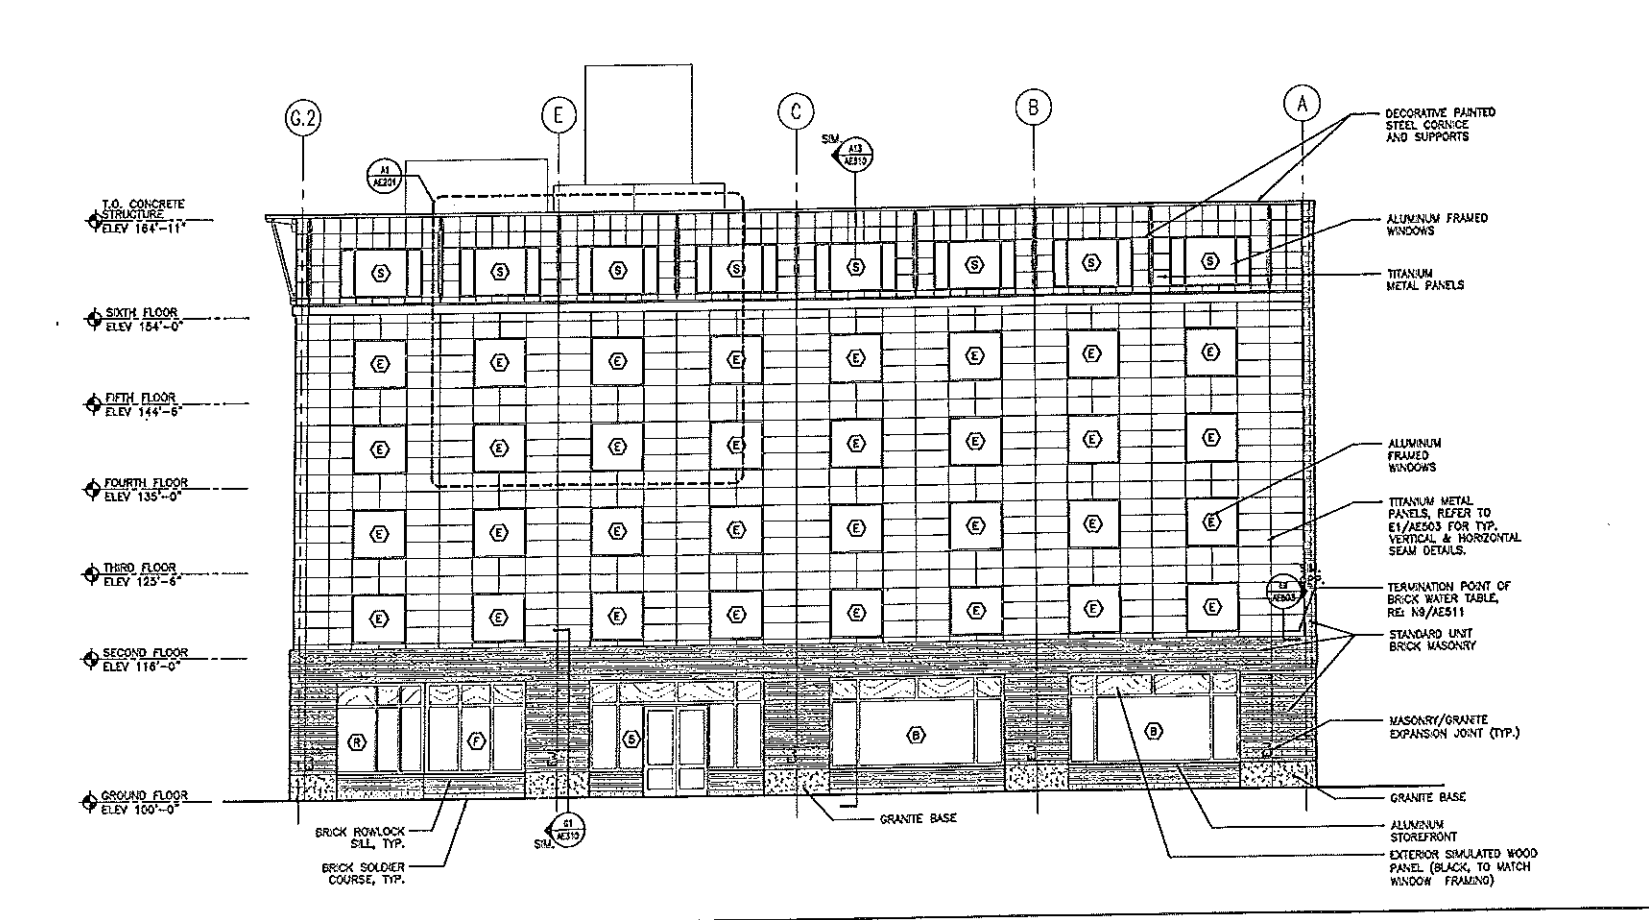 G.2
E
C
B
A
SIM.
A13
AE310
A1
AE201
DECORATIVE PAINTED
STEEL CORNICE
AND SUPPORTS
T.O. CONCRETE
STRUCTURE
ELEV 164'-11"
ALUMINUM FRAMED
WINDOWS
S S S S S S S S
TITANIUM
METAL PANELS
SIXTH FLOOR
ELEV 154'-0"
E E E E E E E E
FIFTH FLOOR
ELEV 144'-6"
E E E E E E E E
ALUMINUM
FRAMED
WINDOWS
FOURTH FLOOR
ELEV 135'-0"
TITANIUM METAL
PANELS, REFER TO
E1/AE503 FOR TYP.
VERTICAL & HORIZONTAL
SEAM DETAILS.
E E E E E E E E
THIRD FLOOR
ELEV 125'-6"
AE503
TERMINATION POINT OF
BRICK WATER TABLE,
RE: N9/AE511
E E E E E E E E
STANDARD UNIT
BRICK MASONRY
SECOND FLOOR
ELEV 116'-0"
R F G B B
MASONRY/GRANITE
EXPANSION JOINT (TYP.)
GROUND FLOOR
ELEV 100'-0"
GRANITE BASE
GRANITE BASE
BRICK ROWLOCK
SILL, TYP.
G1
AE310
SIM.
ALUMINUM
STOREFRONT
BRICK SOLDIER
COURSE, TYP.
EXTERIOR SIMULATED WOOD
PANEL (BLACK, TO MATCH
WINDOW FRAMING)